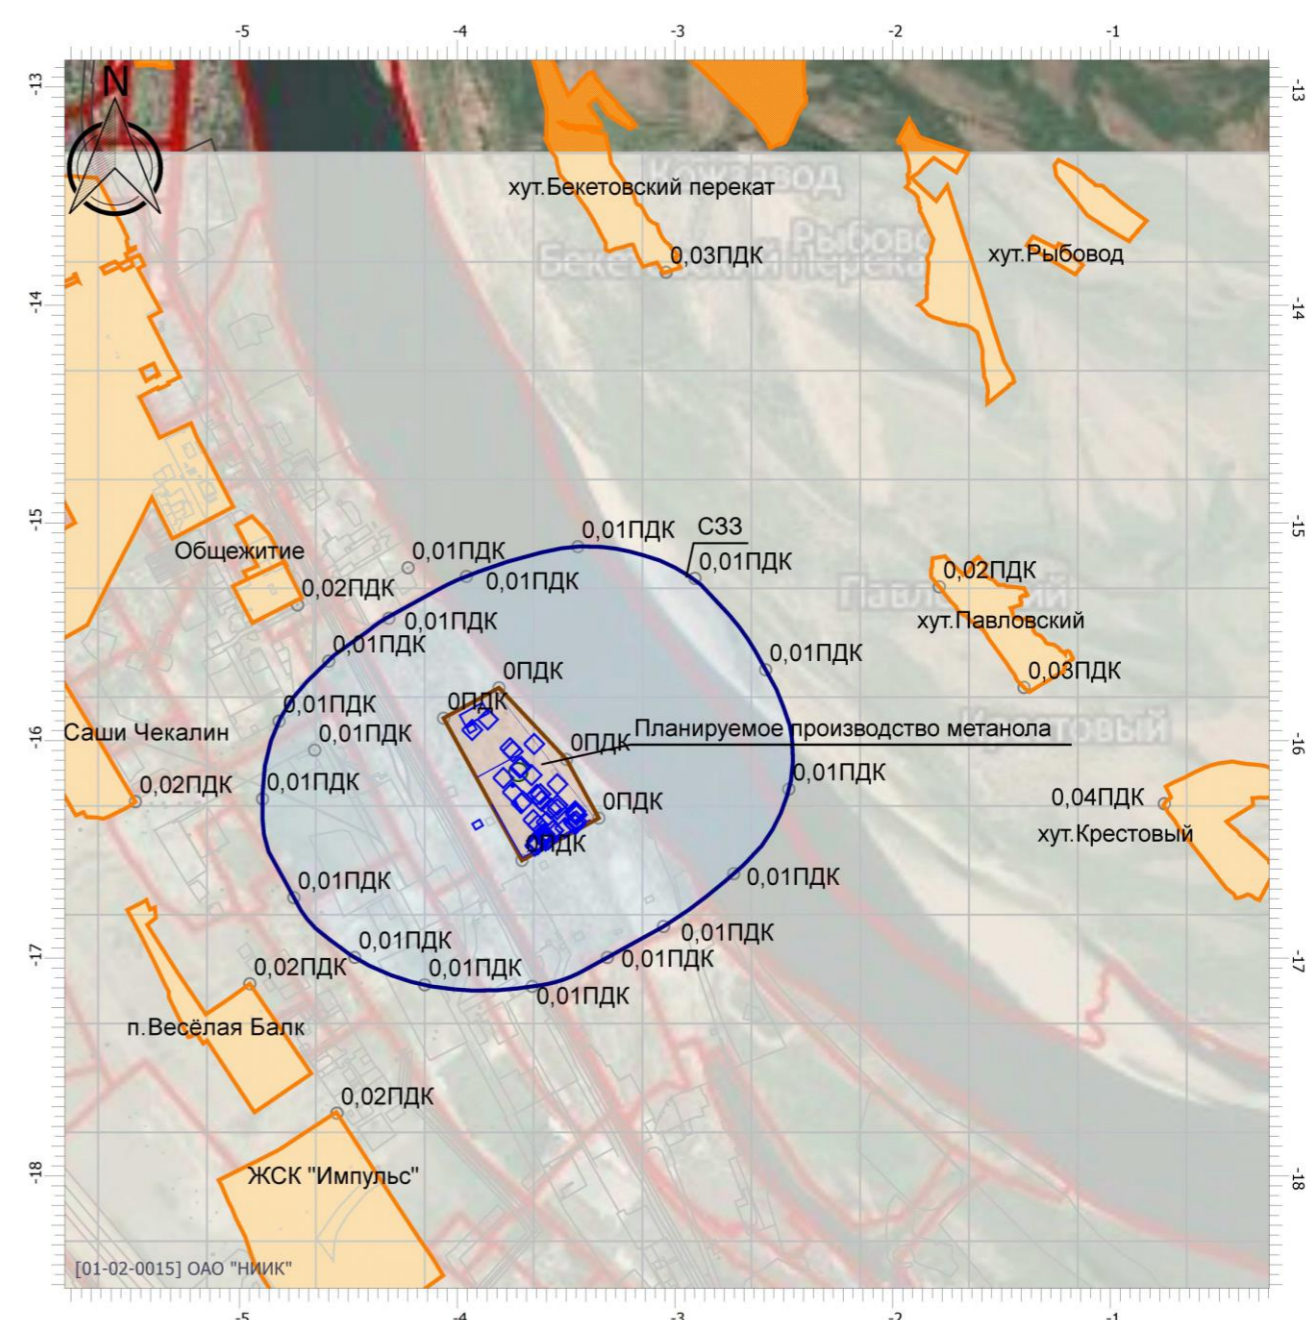 -5 -4 -3 -2 -1
-13 -13
N
Кожзавод
хут.Бекетовский перекат
Рыбово
0,03ПДК
хут.Рыбовод
-14 -14
-15 -15
СЗЗ
0,01ПДК
0,01ПДК
Общежитие
0,01ПДК
0,01ПДК
0,02ПДК
0,02ПДК
0,01ПДК
хут.Павловский
0,01ПДК
0,01ПДК
0ПДК
0,03ПДК
0,01ПДК
0ПДК
Саши Чекалин
0,01ПДК
Планируемое производство метанола
Крестовый
-16 -16
0ПДК
0,02ПДК
0,01ПДК
0,01ПДК
0ПДК
0,04ПДК
хут.Крестовый
0ПДК
0,01ПДК
0,01ПДК
0,01ПДК
0,01ПДК
-17 -17
0,02ПДК
0,01ПДК
0,01ПДК
0,01ПДК
п.Весёлая Балк
0,02ПДК
ЖСК "Импульс"
-18 -18
[01-02-0015] ОАО "НИИК"
-5 -4 -3 -2 -1